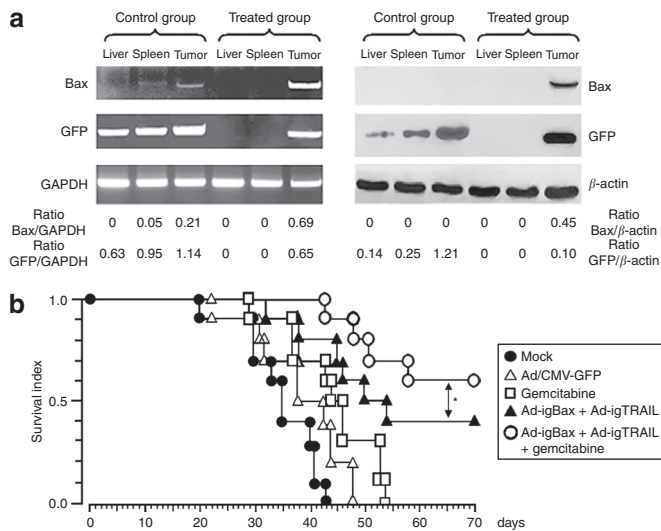 a
Control group Treated group Control group Treated group
Liver Spleen Tumor Liver Spleen Tumor Liver Spleen Tumor Liver Spleen Tumor
Bax Bax
GFP GFP
GAPDH β-actin
Ratio Bax/GAPDH 0 0.05 0.21 0 0 0.69 0 0 0 0 0 0.45 Ratio Bax/β-actin
Ratio GFP/GAPDH 0.63 0.95 1.14 0 0 0.65 0.14 0.25 1.21 0 0 0.10 Ratio GFP/β-actin
b
Survival index
1.0
0.5
0.0
0 10 20 30 40 50 60 70 days
*
Mock
Ad/CMV-GFP
Gemcitabine
Ad-igBax + Ad-igTRAIL
Ad-igBax + Ad-igTRAIL
+ gemcitabine